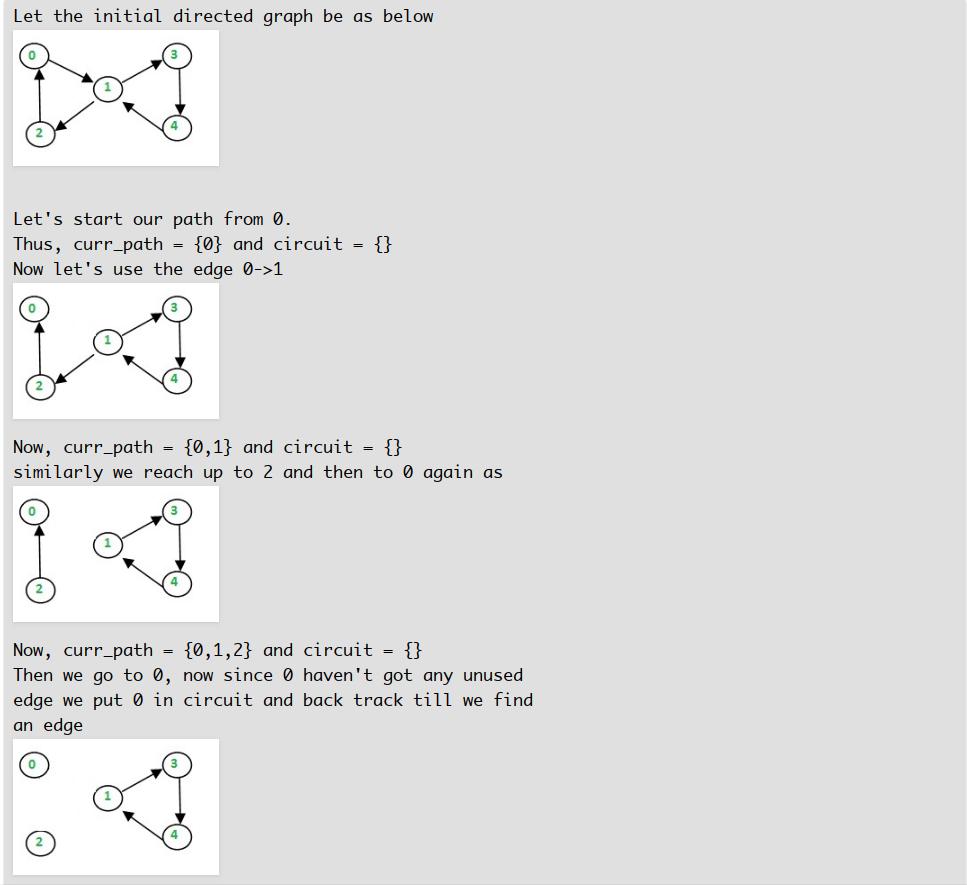 Let the initial directed graph be as below
0 3
1
2 4
Let's start our path from 0.
Thus, curr_path = {0} and circuit = {}
Now let's use the edge 0->1
0 3
1
2 4
Now, curr_path = {0,1} and circuit = {}
similarly we reach up to 2 and then to 0 again as
0 3
1
2 4
Now, curr_path = {0,1,2} and circuit = {}
Then we go to 0, now since 0 haven't got any unused
edge we put 0 in circuit and back track till we find
an edge
0 3
1
2 4